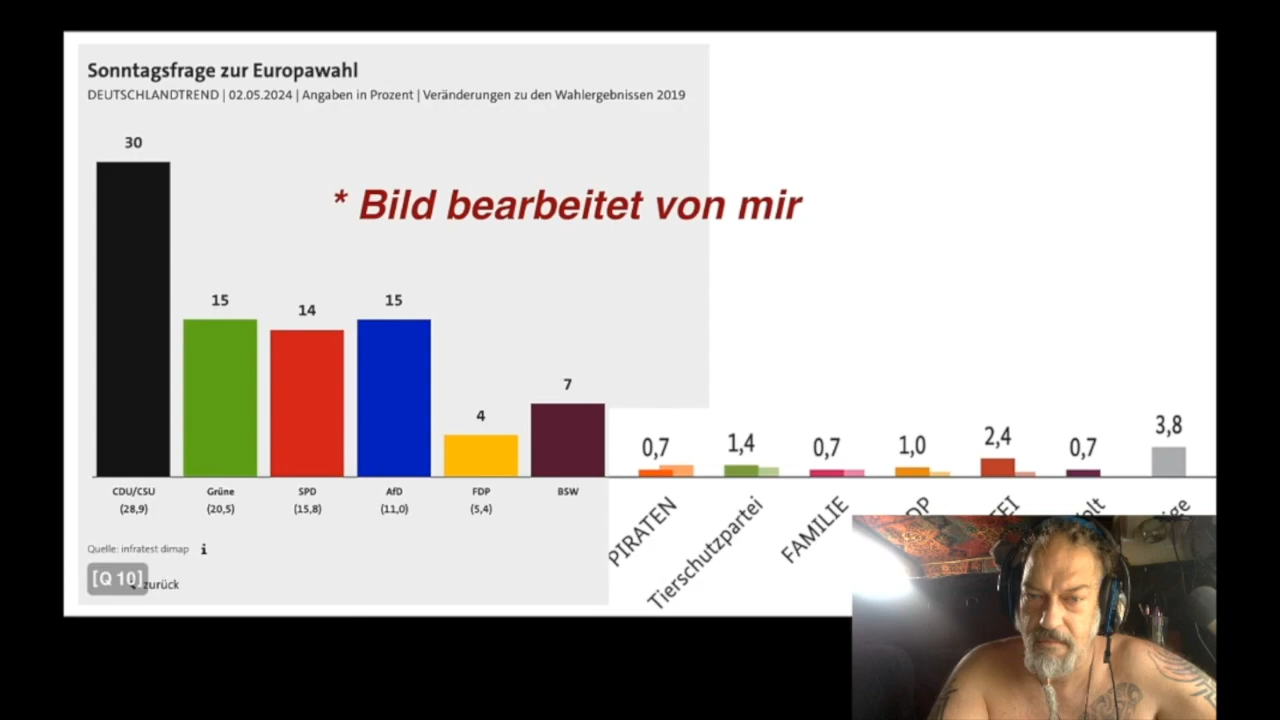 Sonntagsfrage zur Europawahl
DEUTSCHLANDTREND | 02.05.2024 | Angaben in Prozent | Veränderungen zu den Wahlergebnissen 2019
30
* Bild bearbeitet von mir
15
14
15
7
4
0,7
1,4
0,7
1,0
2,4
0,7
3,8
CDU/CSU
Grüne
SPD
AfD
FDP
BSW
(28,9)
(20,5)
(15,8)
(11,0)
(5,4)
PIRATEN
Tierschutzpartei
FAMILIE
Quelle: infratest dimap i
[Q 10]
zurück